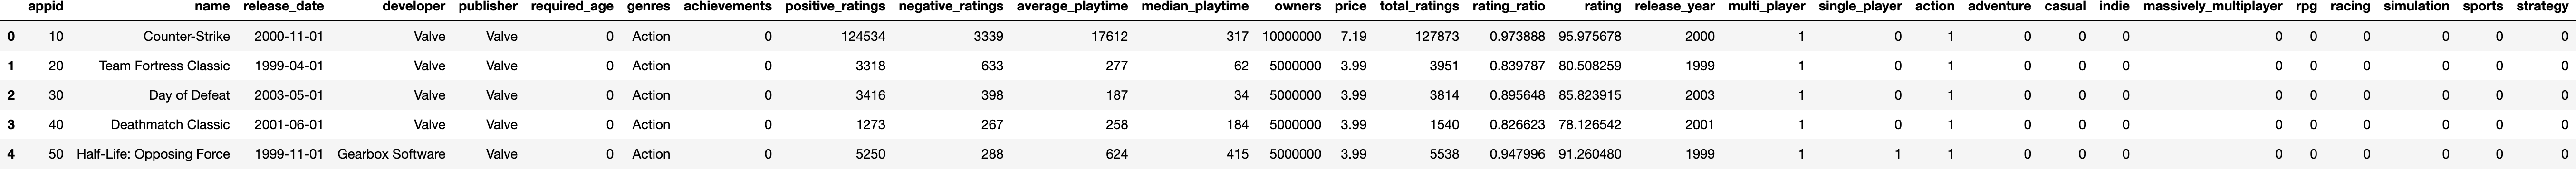 appid name release_date developer publisher required_age genres achievements positive_ratings negative_ratings average_playtime median_playtime owners price total_ratings rating_ratio rating release_year multi_player single_player action adventure casual indie massively_multiplayer rpg racing simulation sports strategy
0 10 Counter-Strike 2000-11-01 Valve Valve 0 Action 0 124534 3339 17612 317 10000000 7.19 127873 0.973888 95.975678 2000 1 0 1 0 0 0 0 0 0 0 0 0
1 20 Team Fortress Classic 1999-04-01 Valve Valve 0 Action 0 3318 633 277 62 5000000 3.99 3951 0.839787 80.508259 1999 1 0 1 0 0 0 0 0 0 0 0 0
2 30 Day of Defeat 2003-05-01 Valve Valve 0 Action 0 3416 398 187 34 5000000 3.99 3814 0.895648 85.823915 2003 1 0 1 0 0 0 0 0 0 0 0 0
3 40 Deathmatch Classic 2001-06-01 Valve Valve 0 Action 0 1273 267 258 184 5000000 3.99 1540 0.826623 78.126542 2001 1 0 1 0 0 0 0 0 0 0 0 0
4 50 Half-Life: Opposing Force 1999-11-01 Gearbox Software Valve 0 Action 0 5250 288 624 415 5000000 3.99 5538 0.947996 91.260480 1999 1 1 1 0 0 0 0 0 0 0 0 0